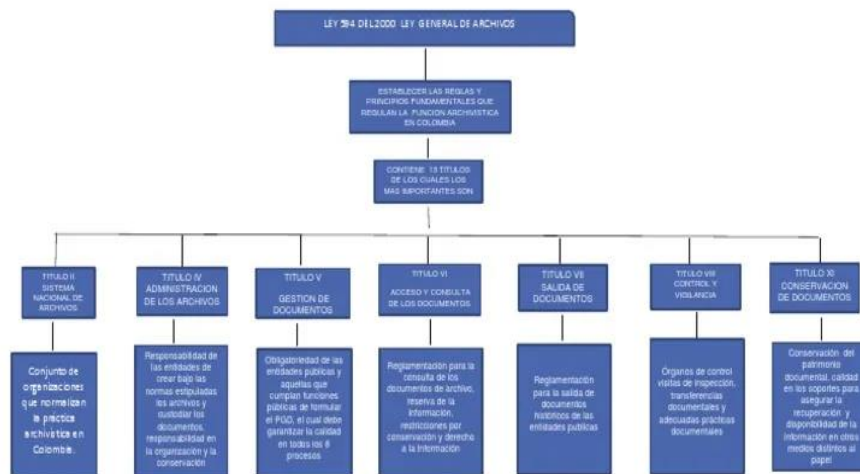 LEY 594 DEL 2000 LEY GENERAL DE ARCHIVOS
ESTABLECER LAS REGLAS Y
PRINCIPIOS FUNDAMENTALES QUE
REGULAN LA FUNCION ARCHIVISTICA
EN COLOMBIA
CONTIENE 13 TITULOS
DE LOS CUALES LOS
MAS IMPORTANTES SON
TITULO II
SISTEMA
NACIONAL DE
ARCHIVOS
TITULO IV
ADMINISTRACION
DE LOS ARCHIVOS
TITULO V
GESTION DE
DOCUMENTOS
TITULO VI
ACCESO Y CONSULTA
DE LOS DOCUMENTOS
TITULO VII
SALIDA DE
DOCUMENTOS
TITULO VIII
CONTROL Y
VIGILANCIA
TITULO XI
CONSERVACION
DE DOCUMENTOS
Conjunto de
organizaciones
que normalizan
la práctica
archivística en
Colombia.
Responsabilidad de
las entidades de
crear bajo las
normas estipuladas
los archivos y
custodiar los
documentos,
responsabilidad en
la organización y la
conservación
Obligatoriedad de las
entidades públicas y
aquellas que
cumplan funciones
públicas de formular
el PGD, el cual debe
garantizar la calidad
en todos los 8
procesos
Reglamentación para la
consulta de los
documentos de archivo,
reserva de la
información,
restricciones por
conservación y derecho
a la Información
Reglamentación
para la salida de
documentos
históricos de las
entidades publicas
Órganos de control
visitas de inspección,
transferencias
documentales y
adecuadas prácticas
documentales
Conservación del
patrimonio
documental, calidad
en los soportes para
asegurar la
recuperación y
disponibilidad de la
información en otros
medios distintos al
papel